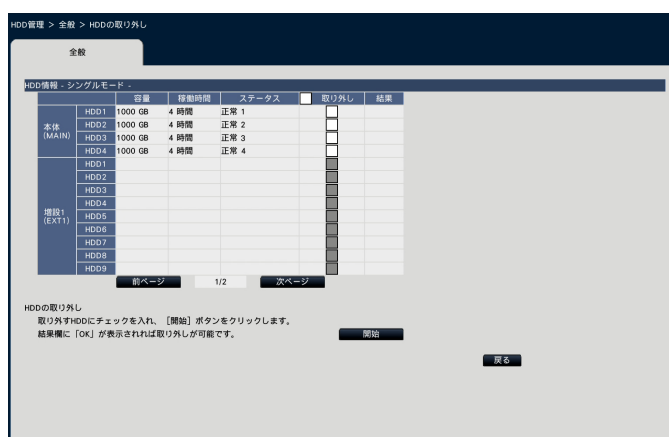 HDD管理 > 全般 > HDDの取り外し
全般
HDD情報 - シングルモード -
容量 稼働時間 ステータス 取り外し 結果
本体
(MAIN)
HDD1 1000 GB 4 時間 正常 1
HDD2 1000 GB 4 時間 正常 2
HDD3 1000 GB 4 時間 正常 3
HDD4 1000 GB 4 時間 正常 4
増設1
(EXT1)
HDD1
HDD2
HDD3
HDD4
HDD5
HDD6
HDD7
HDD8
HDD9
前ページ 1/2 次ページ
HDDの取り外し
取り外すHDDにチェックを入れ、［開始］ボタンをクリックします。
結果欄に「OK」が表示されれば取り外しが可能です。 開始
戻る